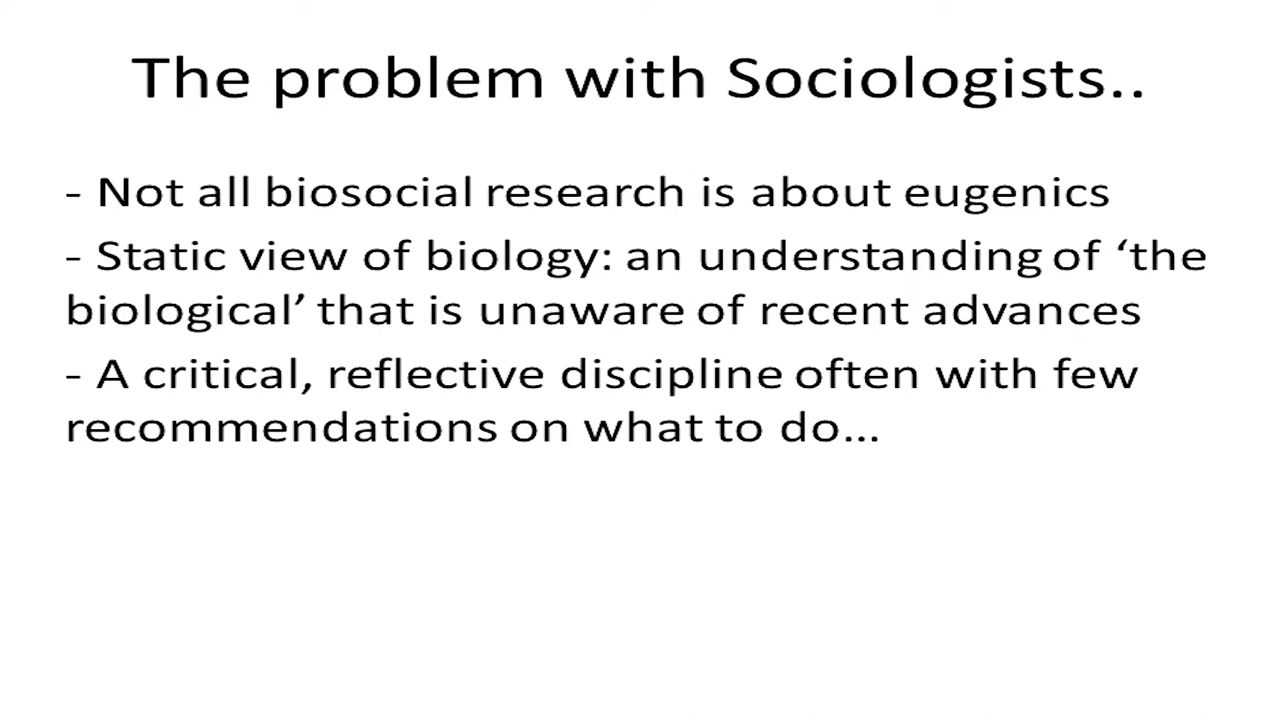 The problem with Sociologists..
- Not all biosocial research is about eugenics
- Static view of biology: an understanding of ‘the
biological’ that is unaware of recent advances
- A critical, reflective discipline often with few
recommendations on what to do...